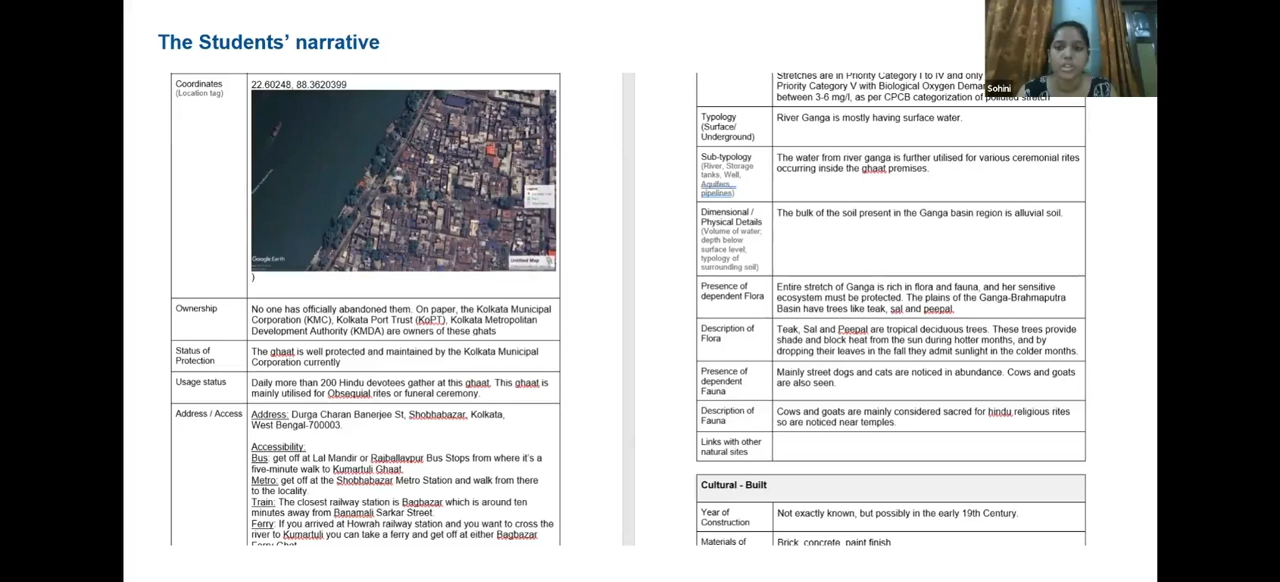 The Students' narrative
Sohini
Coordinates
(Location tag)
22.60248, 88.3620399
Google Earth
Legend
Untitled Map
)
Ownership
No one has officially abandoned them. On paper, the Kolkata Municipal
Corporation (KMC), Kolkata Port Trust (KoPT), Kolkata Metropolitan
Development Authority (KMDA) are owners of these ghats
Status of
Protection
The ghaat is well protected and maintained by the Kolkata Municipal
Corporation currently
Usage status
Daily more than 200 Hindu devotees gather at this ghaat. This ghaat is
mainly utilised for Obsequial rites or funeral ceremony.
Address / Access
Address: Durga Charan Banerjee St, Shobhabazar, Kolkata,
West Bengal-700003.
Accessibility:
Bus: get off at Lal Mandir or Rajballavpur Bus Stops from where it's a
five-minute walk to Kumartuli Ghaat.
Metro: get off at the Shobhabazar Metro Station and walk from there
to the locality.
Train: The closest railway station is Bagbazar which is around ten
minutes away from Banamali Sarkar Street.
Ferry: If you arrived at Howrah railway station and you want to cross the
river to Kumartuli you can take a ferry and get off at either Bagbazar
Ferry Ghat
Stretches are in Priority Category I to IV and only
Priority Category V with Biological Oxygen Dema
between 3-6 mg/l, as per CPCB categorization of polluted stretch
Typology
(Surface/
Underground)
River Ganga is mostly having surface water.
Sub-typology
(River, Storage
tanks, Well,
Aquifers,
pipelines)
The water from river ganga is further utilised for various ceremonial rites
occurring inside the ghaat premises.
Dimensional /
Physical Details
(Volume of water;
depth below
surface level;
typology of
surrounding soil)
The bulk of the soil present in the Ganga basin region is alluvial soil.
Presence of
dependent Flora
Entire stretch of Ganga is rich in flora and fauna, and her sensitive
ecosystem must be protected. The plains of the Ganga-Brahmaputra
Basin have trees like teak, sal and peepal.
Description of
Flora
Teak, Sal and Peepal are tropical deciduous trees. These trees provide
shade and block heat from the sun during hotter months, and by
dropping their leaves in the fall they admit sunlight in the colder months.
Presence of
dependent
Fauna
Mainly street dogs and cats are noticed in abundance. Cows and goats
are also seen.
Description of
Fauna
Cows and goats are mainly considered sacred for hindu religious rites
so are noticed near temples.
Links with other
natural sites
Cultural - Built
Year of
Construction
Not exactly known, but possibly in the early 19th Century.
Materials of
Brick, concrete, paint finish